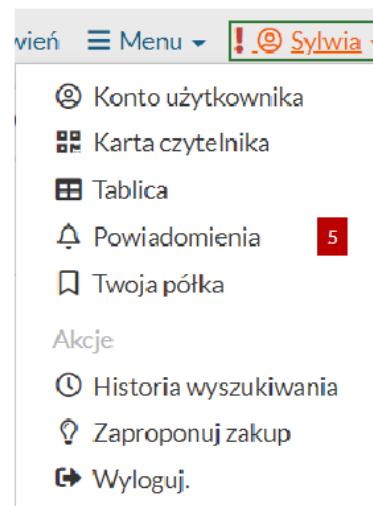 wień Menu Sylwia
Konto użytkownika
Karta czytelnika
Tablica
Powiadomienia 5
Twoja półka
Akcje
Historia wyszukiwania
Zaproponuj zakup
Wyloguj.